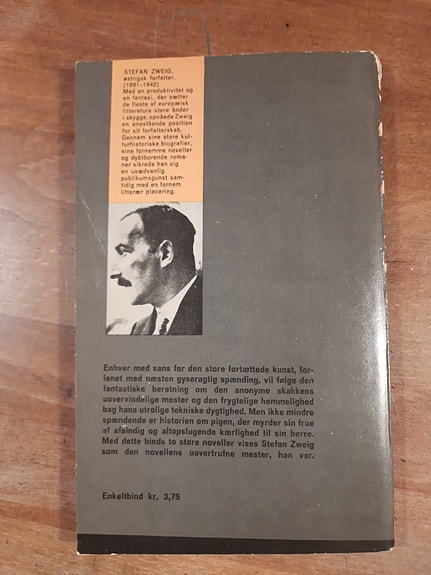 STEFAN ZWEIG,
østrigsk forfatter,
(1881-1942)
Med en produktivitet og
en fantasi, der sætter
de fleste af europæisk
litteraturs store ånder
i skygge, opnåede Zweig
en enestående position
for sit forfatterskab.
Gennem sine store kul-
turhistoriske biografier,
sine fornemme noveller
og dybtborende roma-
ner sikrede han sig
en usædvanlig
publikumsgunst sam-
tidig med en fornem
litterær placering.
Enhver med sans for den store fortættede kunst, for-
lenet med næsten gyseragtig spænding, vil følge den
fantastiske beretning om den anonyme skakkens
uovervindelige mester og den frygtelige hemmelighed
bag hans utrolige tekniske dygtighed. Men ikke mindre
spændende er historien om pigen, der myrder sin frue
af afsindig og altopslugende kærlighed til sin herre.
Med dette binds to store noveller vises Stefan Zweig
som den novellens uovertrufne mester, han var.
Enkeltbind kr. 3,75